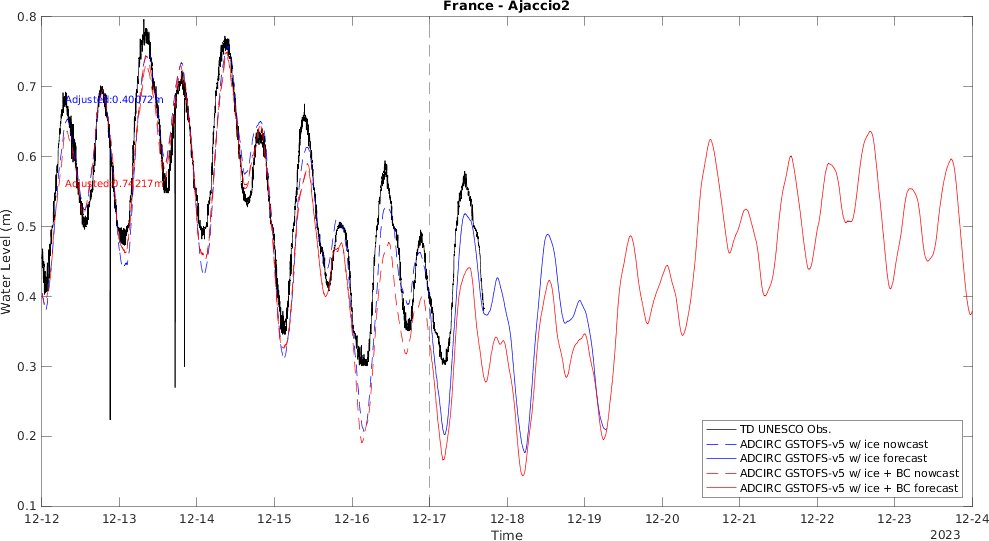 France - Ajaccio2
0.8
0.7
0.6
0.5
0.4
0.3
0.2
0.1
Water Level (m)
Adjusted:0.40072m
Adjusted:0.74217m
TD UNESCO Obs.
ADCIRC GSTOFS-v5 w/ ice nowcast
ADCIRC GSTOFS-v5 w/ ice forecast
ADCIRC GSTOFS-v5 w/ ice + BC nowcast
ADCIRC GSTOFS-v5 w/ ice + BC forecast
12-12 12-13 12-14 12-15 12-16 12-17 12-18 12-19 12-20 12-21 12-22 12-23 12-24
Time
2023